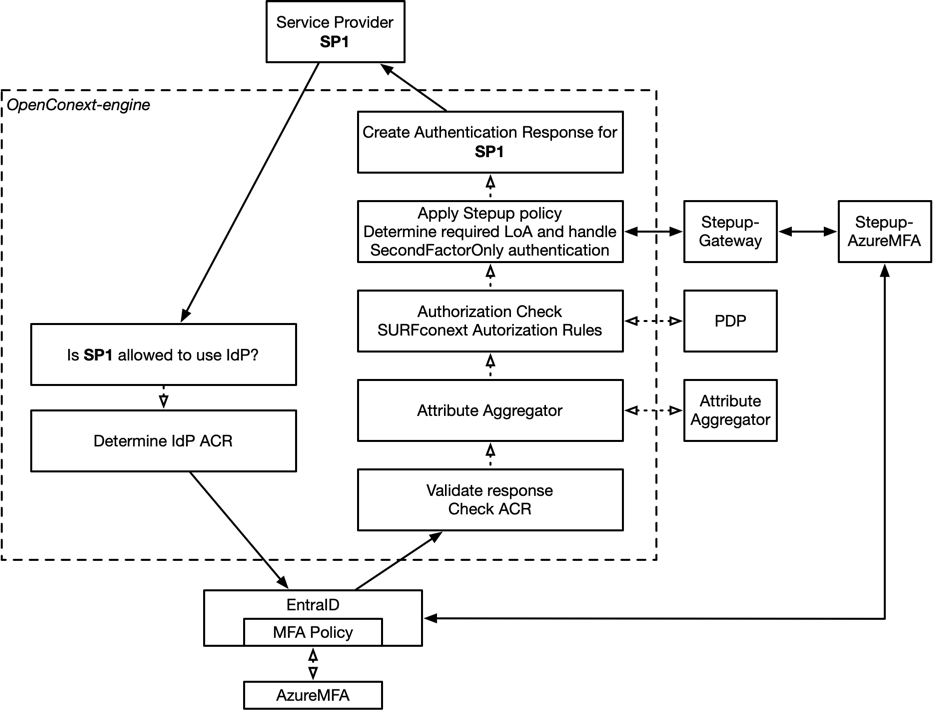 Service Provider
SP1
OpenConext-engine
Create Authentication Response for
SP1
Apply Stepup policy
Determine required LoA and handle
SecondFactorOnly authentication
Stepup-
Gateway
Stepup-
AzureMFA
Authorization Check
SURFconext Autorization Rules
PDP
Is SP1 allowed to use IdP?
Attribute Aggregator
Attribute
Aggregator
Determine IdP ACR
Validate response
Check ACR
EntraID
MFA Policy
AzureMFA